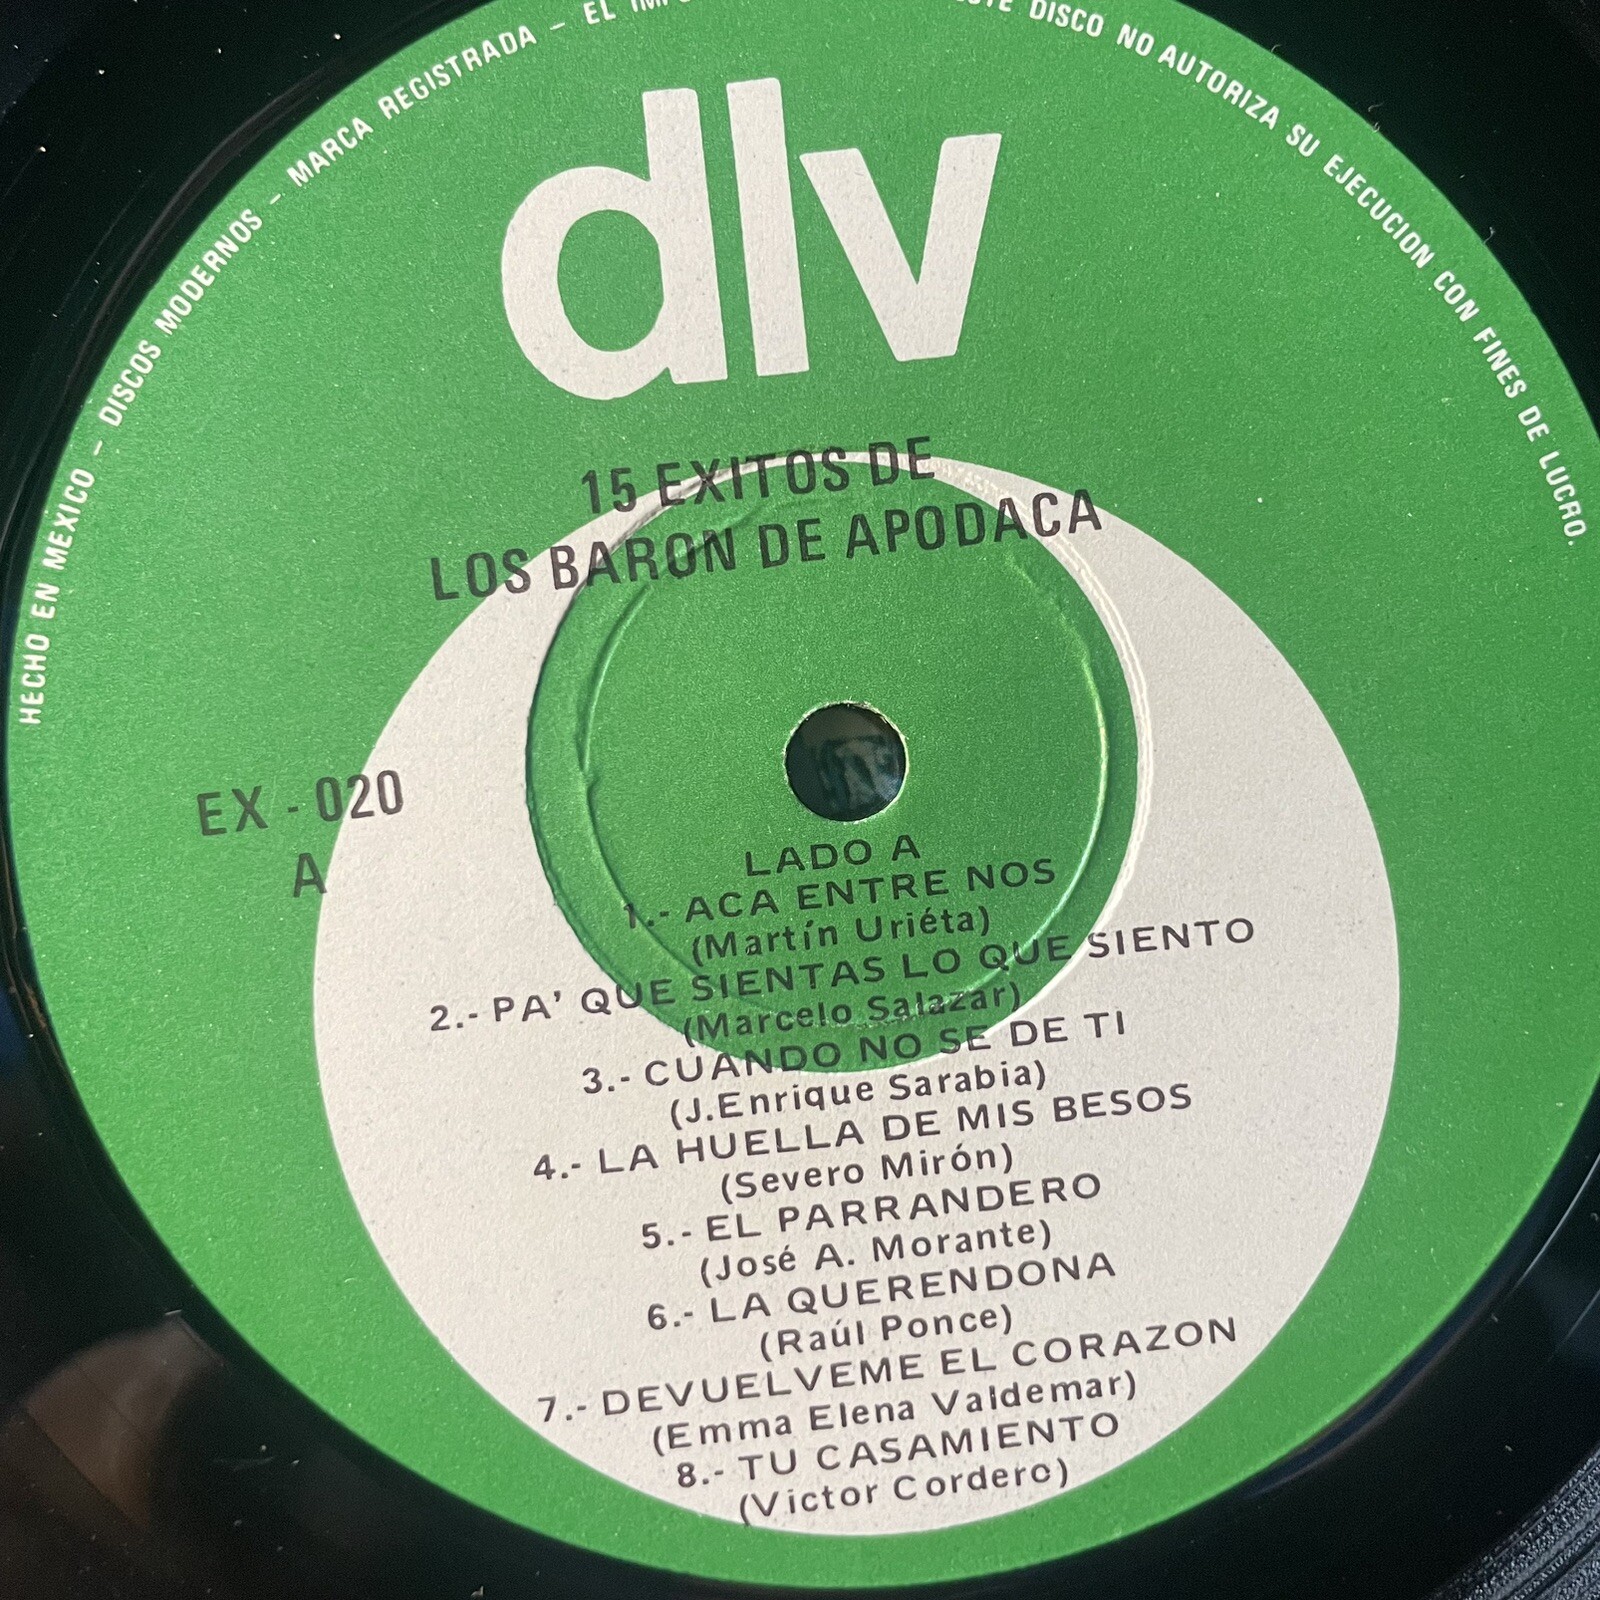 HECHO EN MEXICO - DISCOS MODERNOS - MARCA REGISTRADA - EL DISCO NO AUTORIZA SU EJECUCION CON FINES DE LUCRO.
dlv
15 EXITOS DE
LOS BARON DE APODACA
EX - 020
A
LADO A
1.- ACA ENTRE NOS
(Martín Uriéta)
2.- PA' QUE SIENTAS LO QUE SIENTO
(Marcelo Salazar)
3.- CUANDO NO SE DE TI
(J.Enrique Sarabia)
4.- LA HUELLA DE MIS BESOS
(Severo Mirón)
5.- EL PARRANDERO
(José A. Morante)
6.- LA QUERENDONA
(Raúl Ponce)
7.- DEVUELVEME EL CORAZON
(Emma Elena Valdemar)
8.- TU CASAMIENTO
(Victor Cordero)